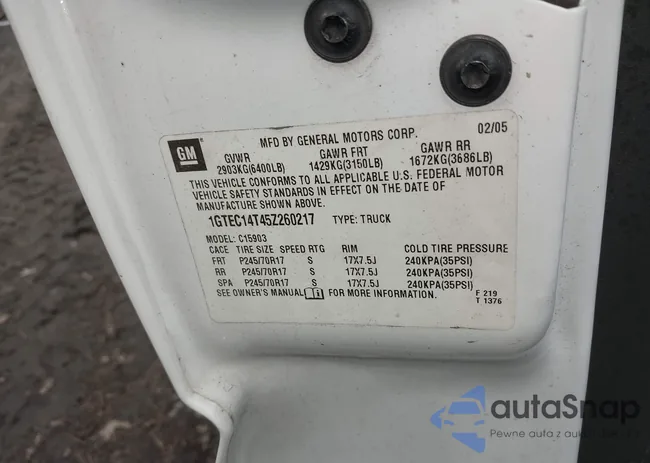 GM
MFD BY GENERAL MOTORS CORP. 02/05
GVWR GAWR FRT GAWR RR
2903KG(6400LB) 1429KG(3150LB) 1672KG(3686LB)
THIS VEHICLE CONFORMS TO ALL APPLICABLE U.S. FEDERAL MOTOR
VEHICLE SAFETY STANDARDS IN EFFECT ON THE DATE OF
MANUFACTURE SHOWN ABOVE.
1GTEC14T45Z260217 TYPE: TRUCK
MODEL: C15903
CACE TIRE SIZE SPEED RTG RIM COLD TIRE PRESSURE
FRT P245/70R17 S 17X7.5J 240KPA(35PSI)
RR P245/70R17 S 17X7.5J 240KPA(35PSI)
SPA P245/70R17 S 17X7.5J 240KPA(35PSI)
SEE OWNER'S MANUAL FOR MORE INFORMATION.
F 219
T 1376
autaSnap
Pewne auta z aukcji